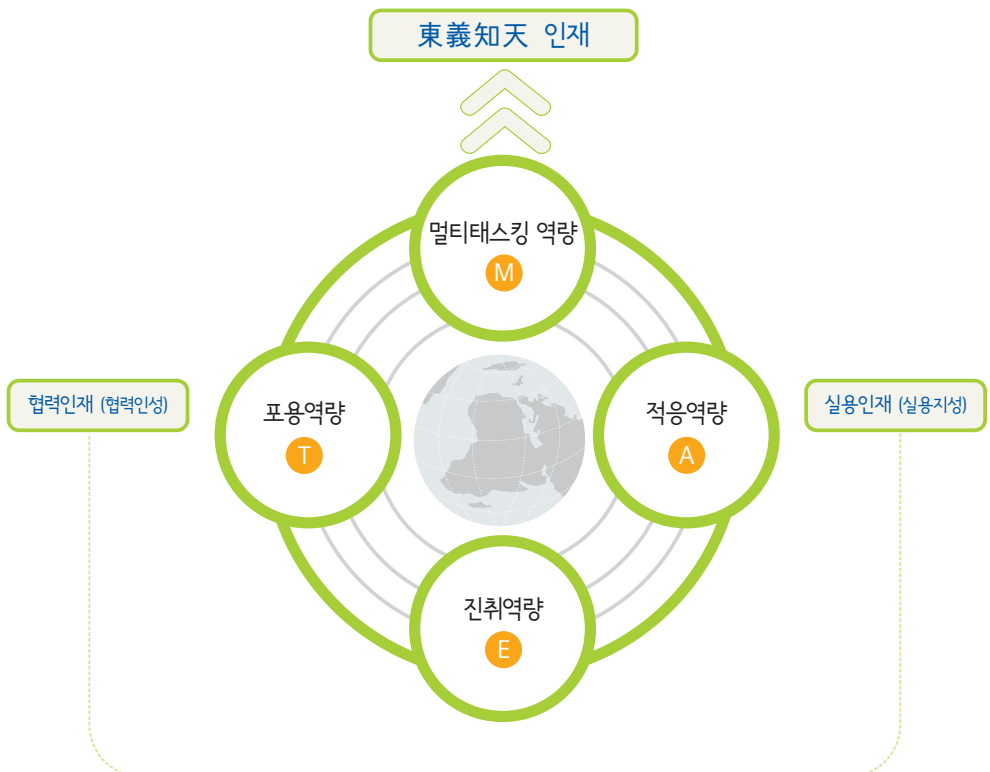 東義知天 인재
멀티태스킹 역량
M
협력인재 (협력인성)
포용역량
T
적응역량
A
실용인재 (실용지성)
진취역량
E